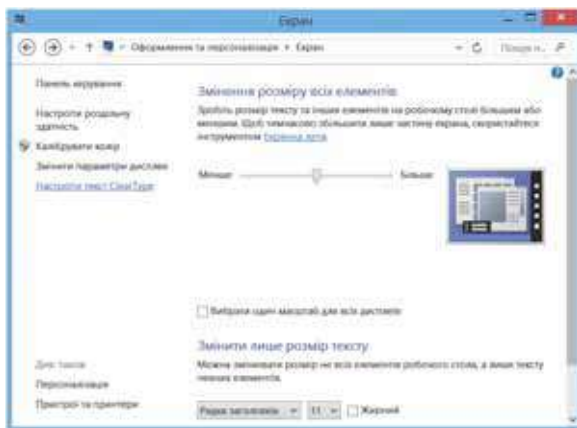 Екран
Оформлення та персоналізація Екран
Пошук
Панель керування
Настроїти роздільну
здатність
Калібрувати колір
Змінити параметри дисплея
Настроїти текст ClearType
Див. також
Персоналізація
Пристрої та принтери
Змінення розміру всіх елементів
Зробіть розмір тексту та інших елементів на робочому столі більшим або
меншим. Щоб тимчасово збільшити лише частину екрана, скористайтеся
інструментом Екранна лупа.
Менше Більше
Вибрати один масштаб для всіх дисплеїв
Змінити лише розмір тексту
Можна змінювати розмір не всіх елементів робочого стола, а лише тексту
певних елементів.
Рядки заголовків 11 Жирний